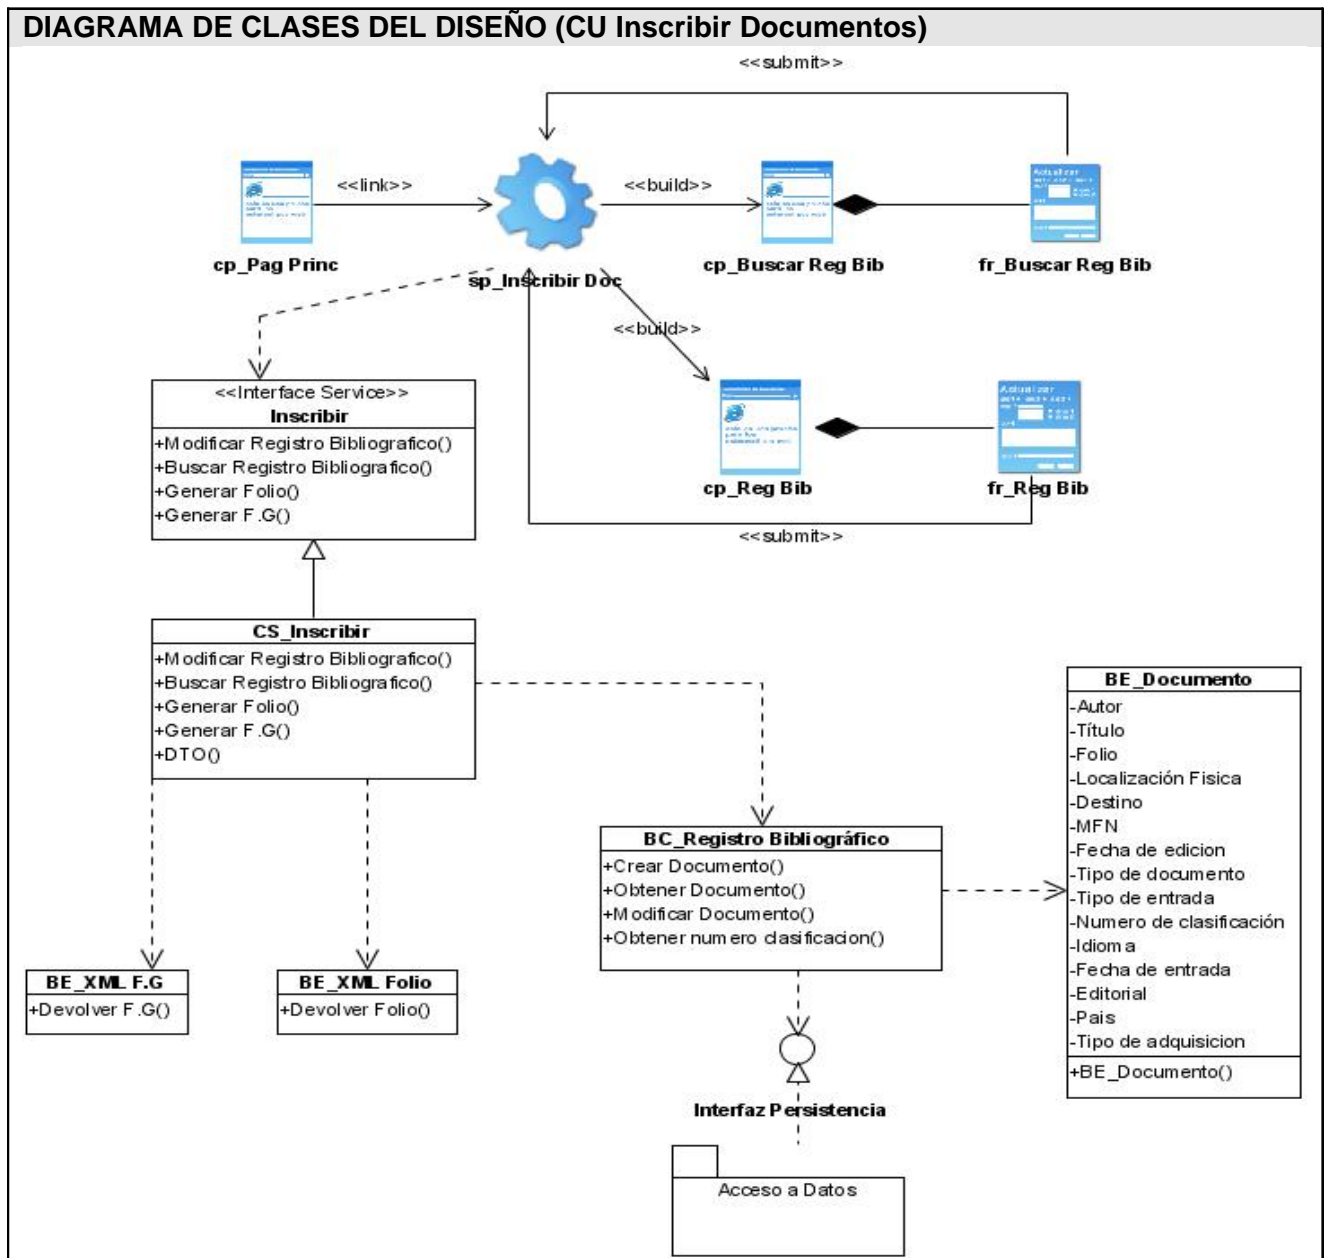 DIAGRAMA DE CLASES DEL DISEÑO (CU Inscribir Documentos)
<<submit>>
<<link>>
<<build>>
cp_Pag Princ
sp_Inscribir Doc
cp_Buscar Reg Bib
Actualizar
fr_Buscar Reg Bib
<<build>>
<<Interface Service>>
Inscribir
+Modificar Registro Bibliografico()
+Buscar Registro Bibliografico()
+Generar Folio()
+Generar F.G()
Actualizar
cp_Reg Bib
fr_Reg Bib
<<submit>>
CS_Inscribir
+Modificar Registro Bibliografico()
+Buscar Registro Bibliografico()
+Generar Folio()
+Generar F.G()
+DTO()
BE_Documento
-Autor
-Título
-Folio
-Localización Fisica
-Destino
-MFN
-Fecha de edicion
-Tipo de documento
-Tipo de entrada
-Numero de clasificación
-Idioma
-Fecha de entrada
-Editorial
-Pais
-Tipo de adquisicion
+BE_Documento()
BC_Registro Bibliográfico
+Crear Documento()
+Obtener Documento()
+Modificar Documento()
+Obtener numero clasificacion()
BE_XML F.G
+Devolver F.G()
BE_XML Folio
+Devolver Folio()
Interfaz Persistencia
Acceso a Datos